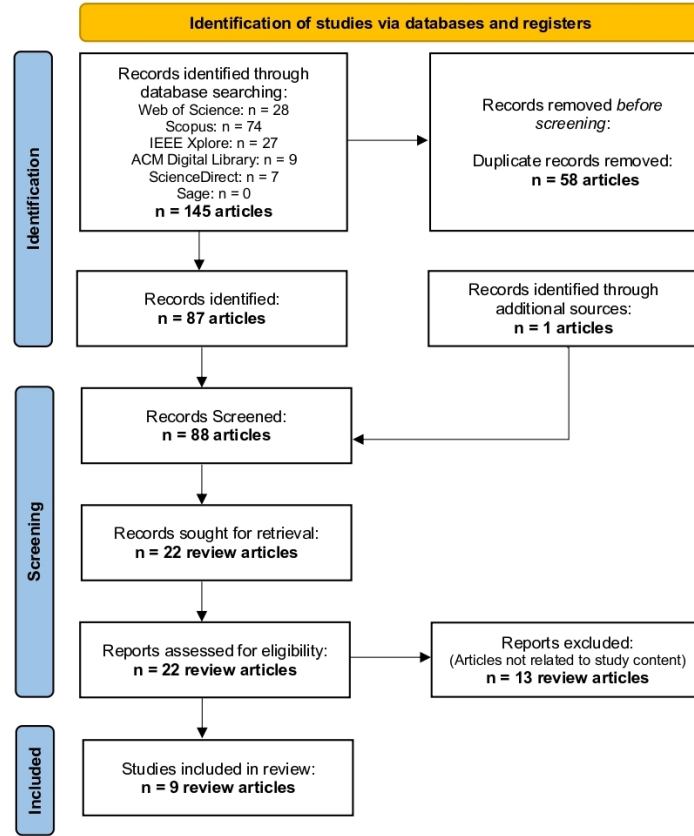 Identification of studies via databases and registers
Identification
Records identified through
database searching:
Web of Science: n = 28
Scopus: n = 74
IEEE Xplore: n = 27
ACM Digital Library: n = 9
ScienceDirect: n = 7
Sage: n = 0
n = 145 articles
Records removed before
screening:
Duplicate records removed:
n = 58 articles
Records identified:
n = 87 articles
Records identified through
additional sources:
n = 1 articles
Screening
Records Screened:
n = 88 articles
Records sought for retrieval:
n = 22 review articles
Reports assessed for eligibility:
n = 22 review articles
Reports excluded:
(Articles not related to study content)
n = 13 review articles
Included
Studies included in review:
n = 9 review articles